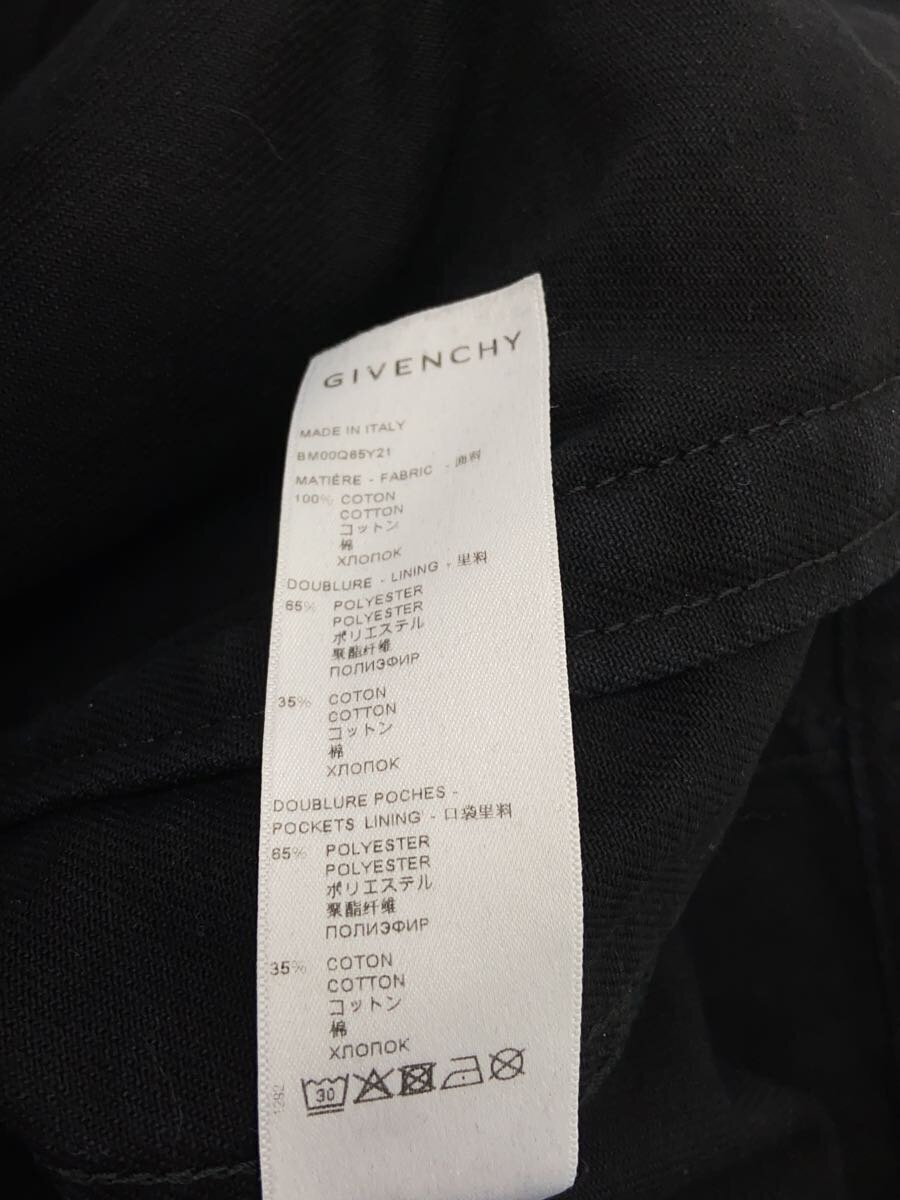 GIVENCHY
MADE IN ITALY
BM00Q85Y21
MATIÈRE - FABRIC - 面料
100% COTON
COTTON
コットン
棉
ХЛОПОК
DOUBLURE - LINING - 里料
65% POLYESTER
POLYESTER
ポリエステル
聚酯纤维
ПОЛИЭФИР
35% COTON
COTTON
コットン
棉
ХЛОПОК
DOUBLURE POCHES -
POCKETS LINING - 口袋里料
65% POLYESTER
POLYESTER
ポリエステル
聚酯纤维
ПОЛИЭФИР
35% COTON
COTTON
コットン
棉
ХЛОПОК
30
1292